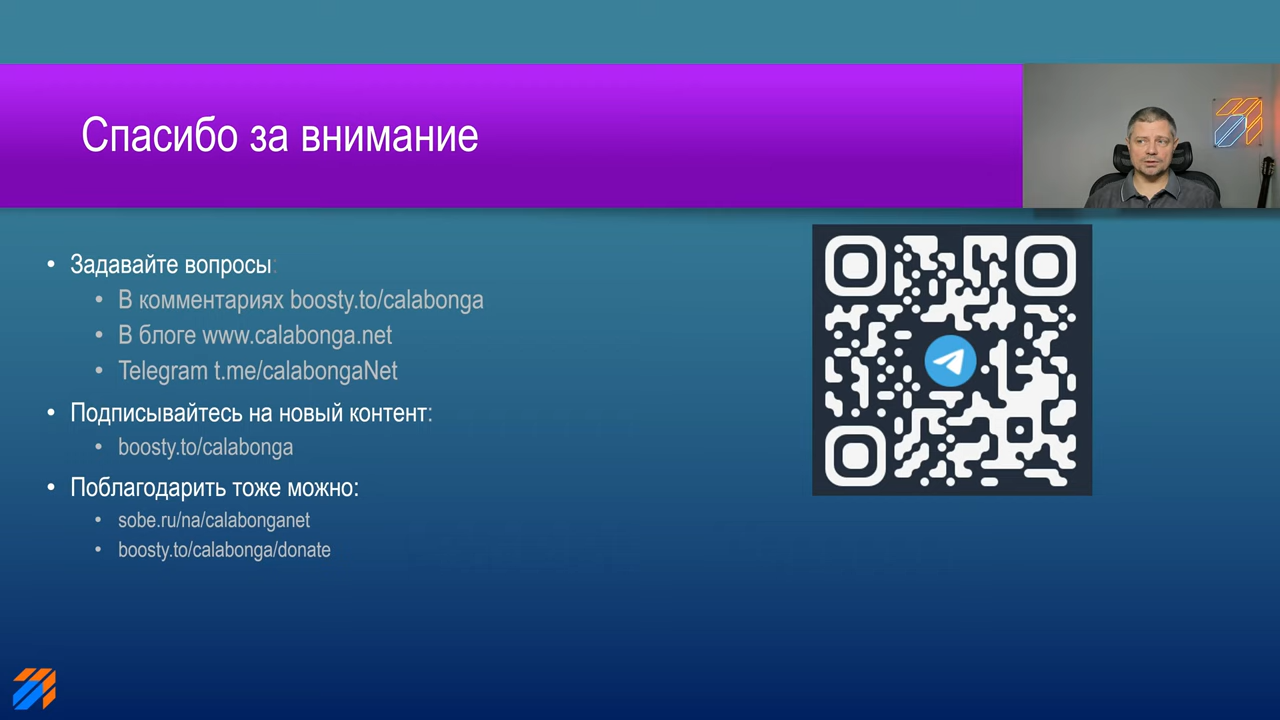 Спасибо за внимание
Задавайте вопросы:
В комментариях boosty.to/calabonga
В блоге www.calabonga.net
Telegram t.me/calabongaNet
Подписывайтесь на новый контент:
boosty.to/calabonga
Поблагодарить тоже можно:
sobe.ru/na/calabonganet
boosty.to/calabonga/donate